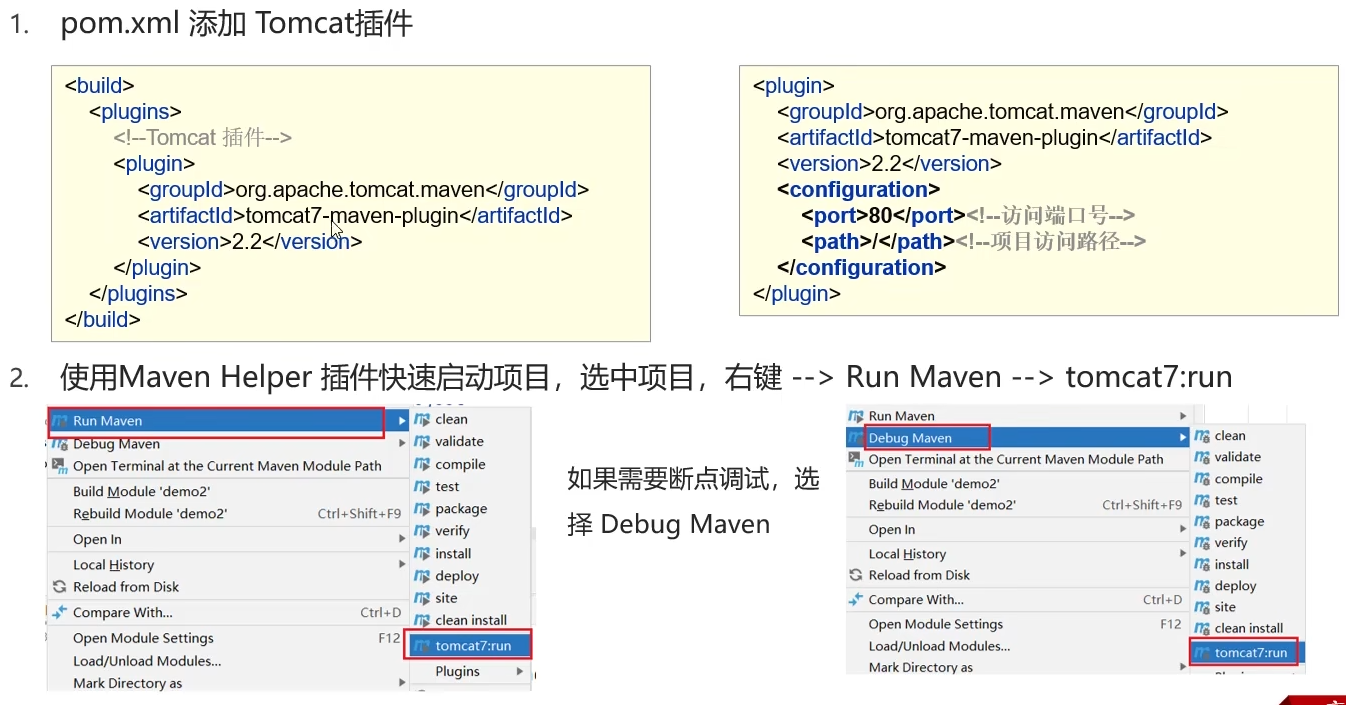 1. pom.xml 添加 Tomcat插件
<build>
<plugins>
<!--Tomcat 插件-->
<plugin>
<groupId>org.apache.tomcat.maven</groupId>
<artifactId>tomcat7-maven-plugin</artifactId>
<version>2.2</version>
</plugin>
</plugins>
</build>
<plugin>
<groupId>org.apache.tomcat.maven</groupId>
<artifactId>tomcat7-maven-plugin</artifactId>
<version>2.2</version>
<configuration>
<port>80</port><!--访问端口号-->
<path>/</path><!--项目访问路径-->
</configuration>
</plugin>
2. 使用Maven Helper 插件快速启动项目，选中项目，右键 --> Run Maven --> tomcat7:run
Run Maven
Debug Maven
Open Terminal at the Current Maven Module Path
Build Module 'demo2'
Rebuild Module 'demo2' Ctrl+Shift+F9
Open In
Local History
Reload from Disk
Compare With... Ctrl+D
Open Module Settings F12
Load/Unload Modules...
Mark Directory as
clean
validate
compile
test
package
verify
install
deploy
site
clean install
tomcat7:run
Plugins
如果需要断点调试，选
择 Debug Maven
Run Maven
Debug Maven
Open Terminal at the Current Maven Module Path
Build Module 'demo2'
Rebuild Module 'demo2' Ctrl+Shift+F9
Open In
Local History
Reload from Disk
Compare With... Ctrl+D
Open Module Settings F12
Load/Unload Modules...
Mark Directory as
clean
validate
compile
test
package
verify
install
deploy
site
clean install
tomcat7:run